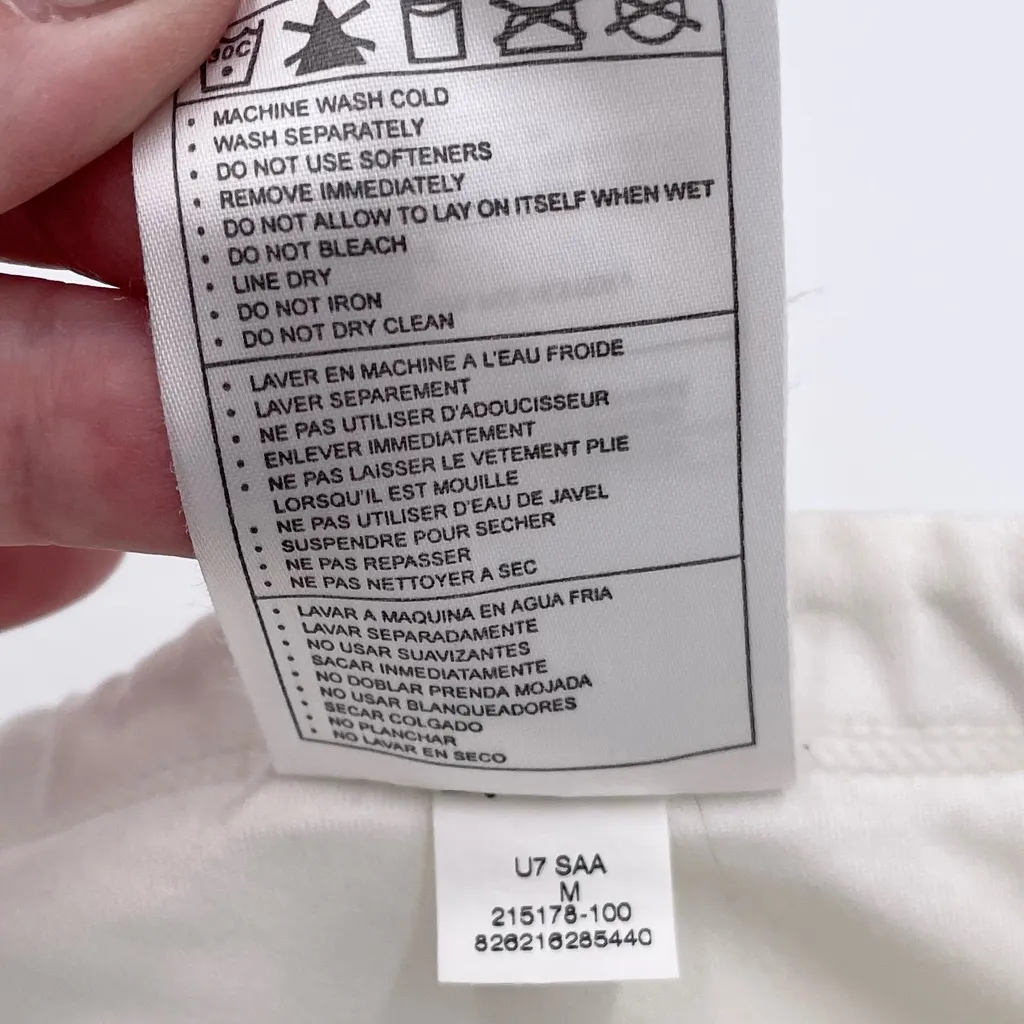 30C
• MACHINE WASH COLD
• WASH SEPARATELY
• DO NOT USE SOFTENERS
• REMOVE IMMEDIATELY
• DO NOT ALLOW TO LAY ON ITSELF WHEN WET
• DO NOT BLEACH
• LINE DRY
• DO NOT IRON
• DO NOT DRY CLEAN
• LAVER EN MACHINE A L'EAU FROIDE
• LAVER SEPAREMENT
• NE PAS UTILISER D'ADOUCISSEUR
• ENLEVER IMMEDIATEMENT
• NE PAS LAISSER LE VETEMENT PLIE
LORSQU'IL EST MOUILLE
• NE PAS UTILISER D'EAU DE JAVEL
• SUSPENDRE POUR SECHER
• NE PAS REPASSER
• NE PAS NETTOYER A SEC
• LAVAR A MAQUINA EN AGUA FRIA
• LAVAR SEPARADAMENTE
• NO USAR SUAVIZANTES
• SACAR INMEDIATAMENTE
• NO DOBLAR PRENDA MOJADA
• NO USAR BLANQUEADORES
• SECAR COLGADO
• NO PLANCHAR
• NO LAVAR EN SECO
U7 SAA
M
215178-100
826216285440